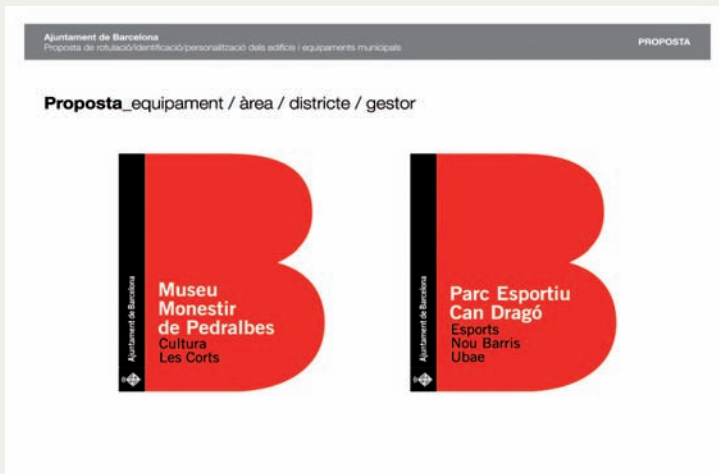 Ajuntament de Barcelona
Proposta de rotulació/identificació/personalització dels edificis i equipaments municipals
PROPOSTA
Proposta_equipament / àrea / districte / gestor
Ajuntament de Barcelona
Museu
Monestir
de Pedralbes
Cultura
Les Corts
Ajuntament de Barcelona
Parc Esportiu
Can Dragó
Esports
Nou Barris
Ubae